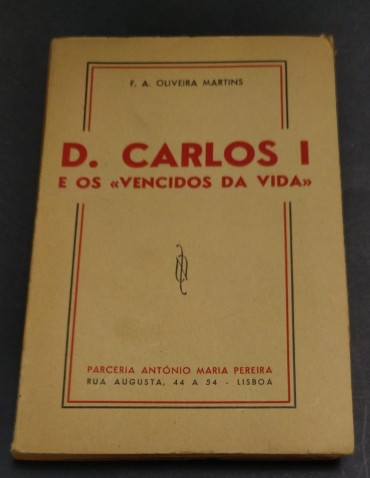 F. A. OLIVEIRA MARTINS
D. CARLOS I
E OS «VENCIDOS DA VIDA»
PARCERIA ANTÓNIO MARIA PEREIRA
RUA AUGUSTA, 44 A 54 - LISBOA